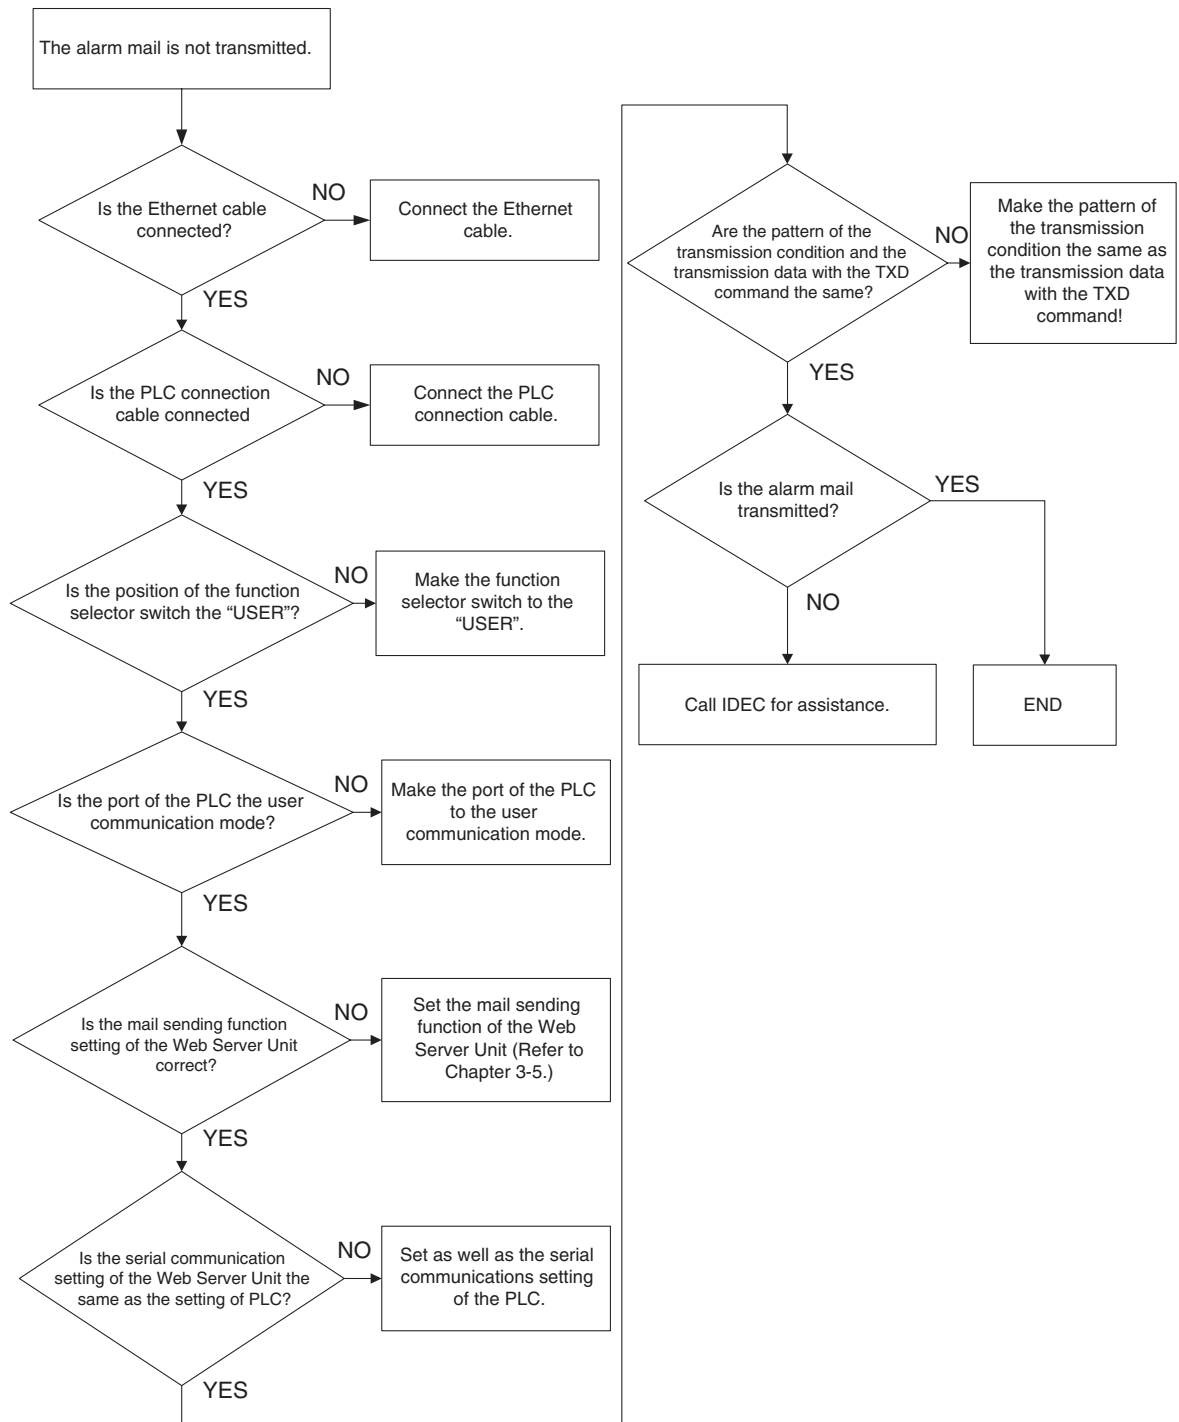 The alarm mail is not transmitted.
Is the Ethernet cable
connected?
NO
Connect the Ethernet
cable.
YES
Is the PLC connection
cable connected
NO
Connect the PLC
connection cable.
YES
Is the position of the function
selector switch the “USER”?
NO
Make the function
selector switch to the
“USER”.
YES
Is the port of the PLC the user
communication mode?
NO
Make the port of the PLC
to the user
communication mode.
YES
Is the mail sending function
setting of the Web Server Unit
correct?
NO
Set the mail sending
function of the Web
Server Unit (Refer to
Chapter 3-5.)
YES
Is the serial communication
setting of the Web Server Unit the
same as the setting of PLC?
NO
Set as well as the serial
communications setting
of the PLC.
YES
Are the pattern of the
transmission condition and the
transmission data with the TXD
command the same?
NO
Make the pattern of
the transmission
condition the same as
the transmission data
with the TXD
command!
YES
Is the alarm mail
transmitted?
YES
NO
Call IDEC for assistance.
END